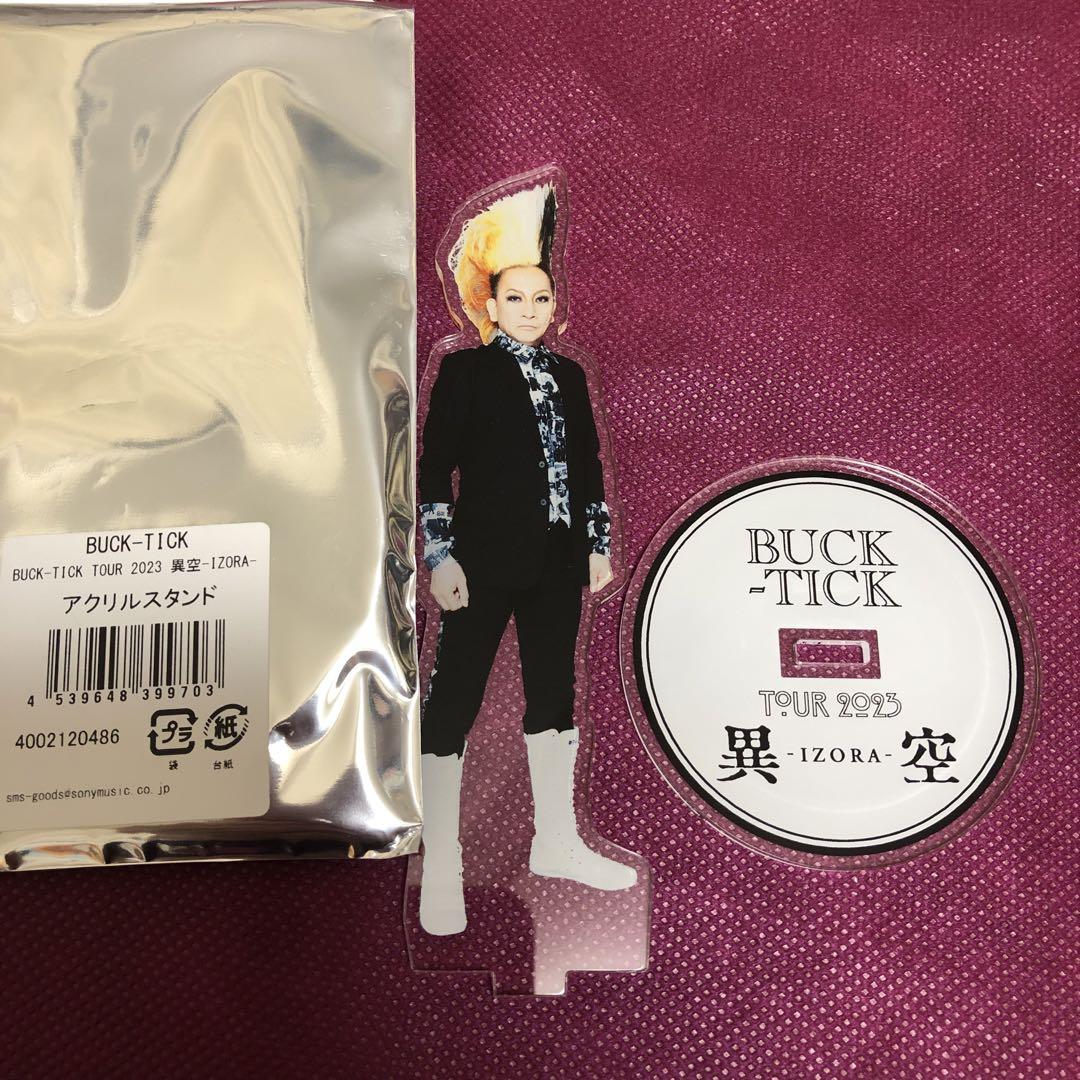 BUCK-TICK
BUCK-TICK TOUR 2023 異空-IZORA-
アクリルスタンド
4 539648 399703
4002120486
プラ
紙
袋
台紙
sms-goods@sonymusic.co.jp
BUCK
-TICK
TOUR 2023
異-IZORA-空